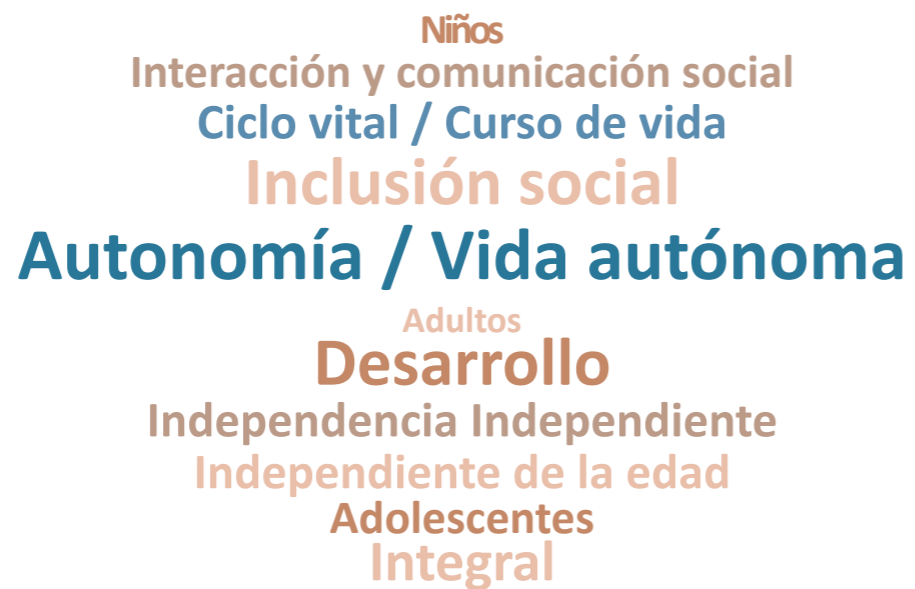 Niños
Interacción y comunicación social
Ciclo vital / Curso de vida
Inclusión social
Autonomía / Vida autónoma
Adultos
Desarrollo
Independencia Independiente
Independiente de la edad
Adolescentes
Integral